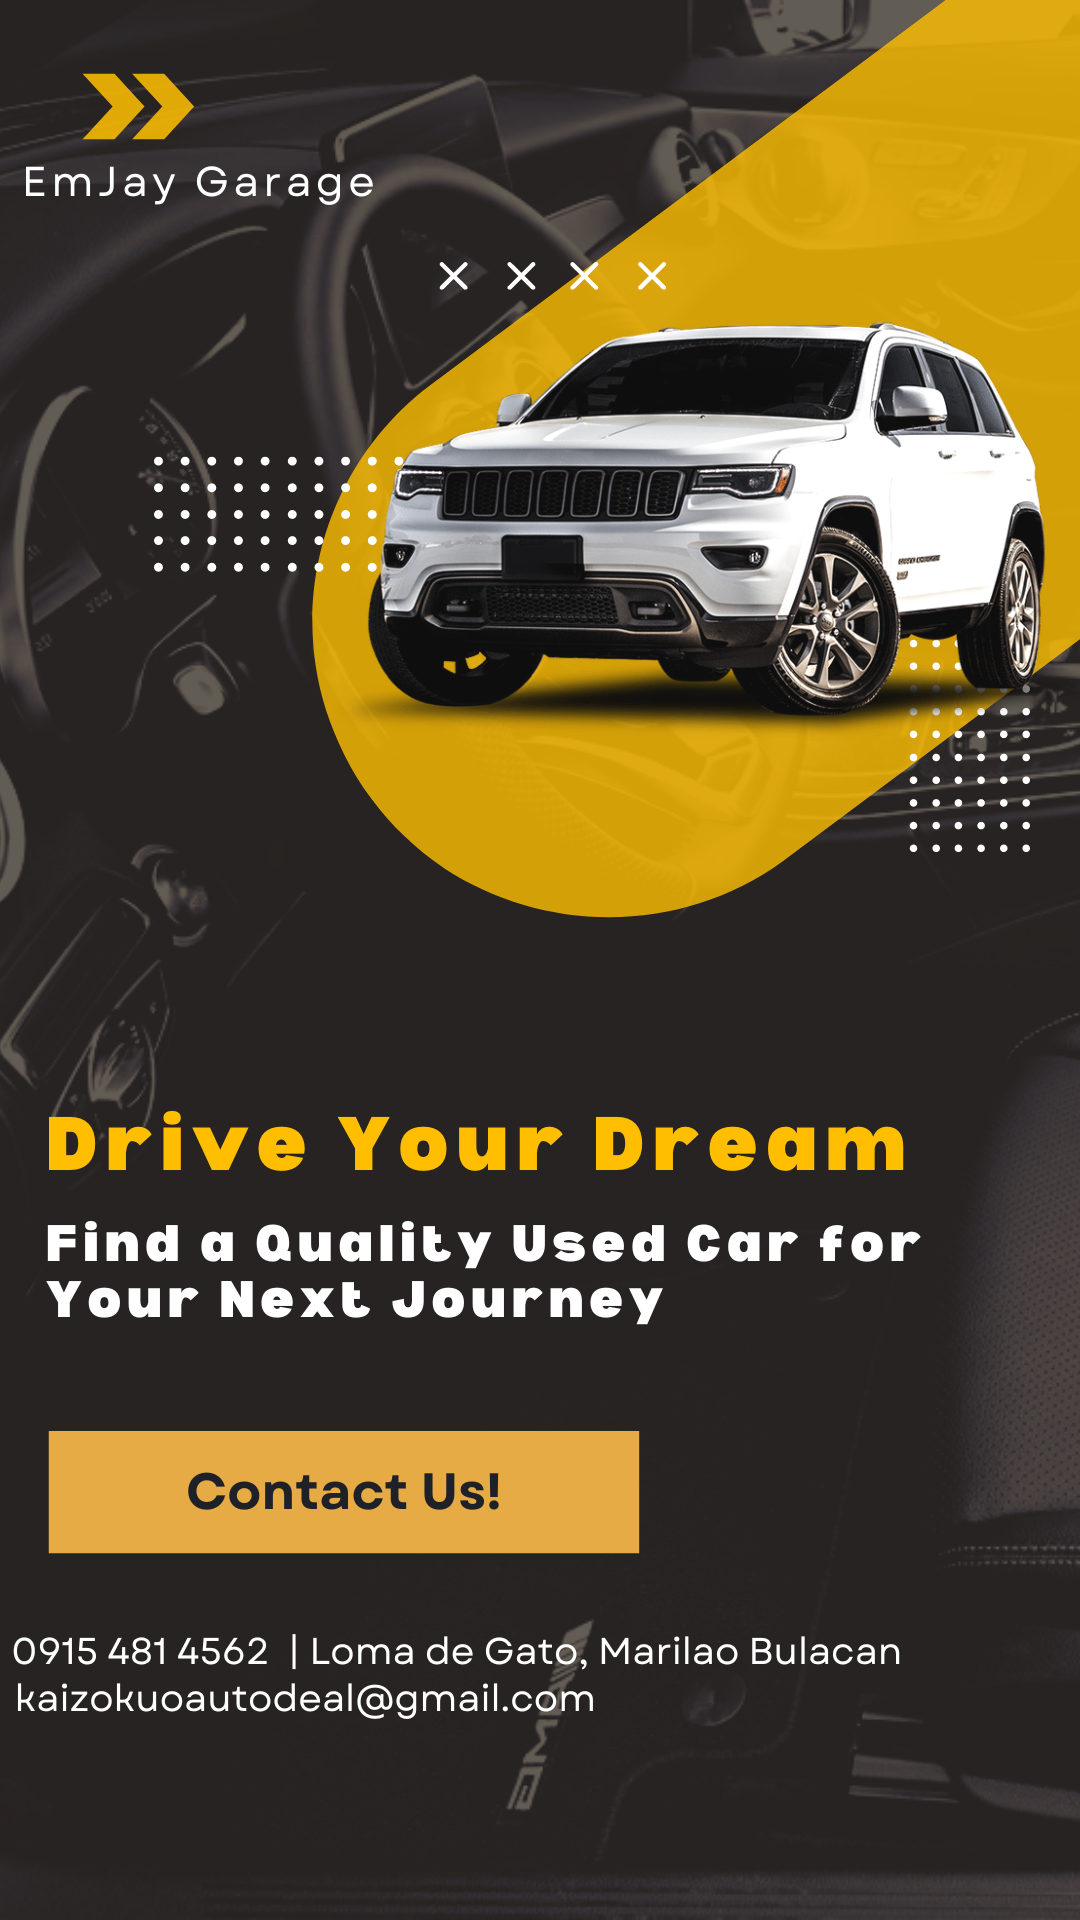 EmJay Garage
Drive Your Dream
Find a Quality Used Car for
Your Next Journey
Contact Us!
0915 481 4562 | Loma de Gato, Marilao Bulacan
kaizokuoautodeal@gmail.com
AMG